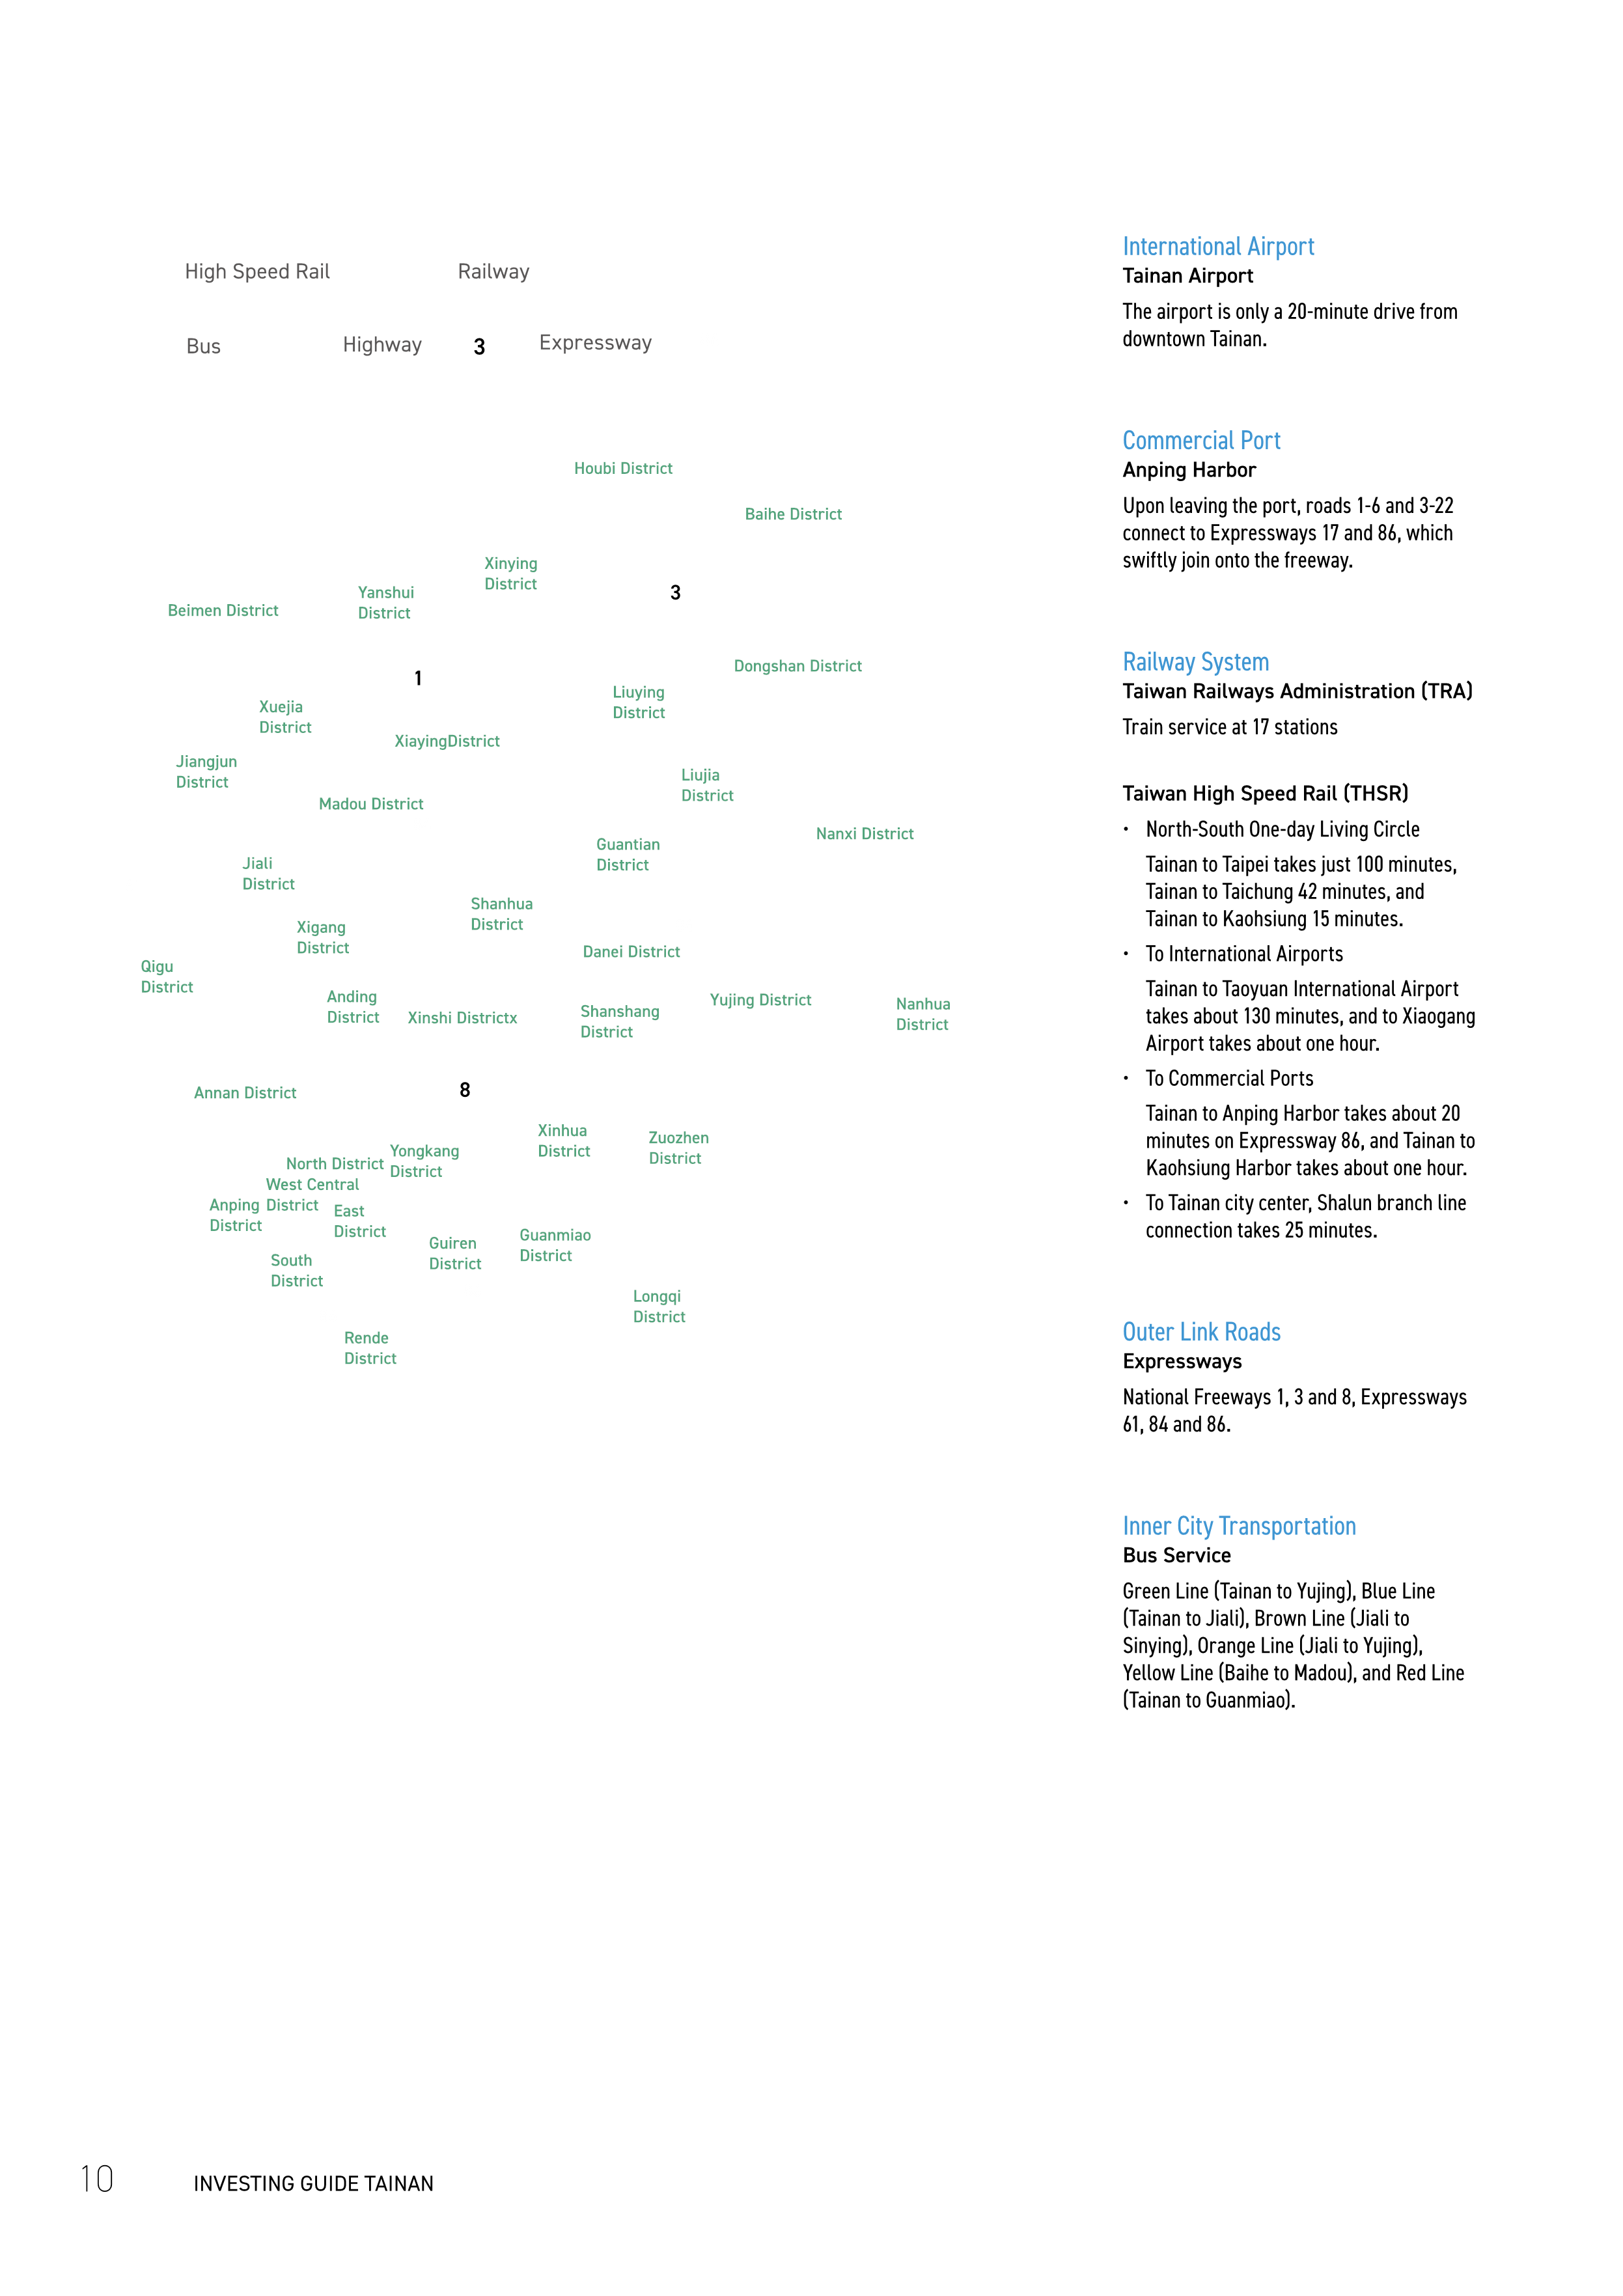 High Speed Rail
Railway
Bus
Highway
3
Expressway
Houbi District
Baihe District
Xinying
District
Yanshui
District
3
Beimen District
Dongshan District
1
Liuying
District
Xuejia
District
XiayingDistrict
Jiangjun
District
Liujia
District
Madou District
Nanxi District
Guantian
District
Jiali
District
Shanhua
District
Xigang
District
Danei District
Qigu
District
Anding
District
Xinshi Districtx
Shanshang
District
Yujing District
Nanhua
District
Annan District
8
Xinhua
District
Zuozhen
District
Yongkang
District
North District
West Central
District
Anping
District
East
District
Guiren
District
Guanmiao
District
South
District
Longqi
District
Rende
District
International Airport
Tainan Airport
The airport is only a 20-minute drive from
downtown Tainan.
Commercial Port
Anping Harbor
Upon leaving the port, roads 1-6 and 3-22
connect to Expressways 17 and 86, which
swiftly join onto the freeway.
Railway System
Taiwan Railways Administration (TRA)
Train service at 17 stations
Taiwan High Speed Rail (THSR)
• North-South One-day Living Circle
Tainan to Taipei takes just 100 minutes,
Tainan to Taichung 42 minutes, and
Tainan to Kaohsiung 15 minutes.
• To International Airports
Tainan to Taoyuan International Airport
takes about 130 minutes, and to Xiaogang
Airport takes about one hour.
• To Commercial Ports
Tainan to Anping Harbor takes about 20
minutes on Expressway 86, and Tainan to
Kaohsiung Harbor takes about one hour.
• To Tainan city center, Shalun branch line
connection takes 25 minutes.
Outer Link Roads
Expressways
National Freeways 1, 3 and 8, Expressways
61, 84 and 86.
Inner City Transportation
Bus Service
Green Line (Tainan to Yujing), Blue Line
(Tainan to Jiali), Brown Line (Jiali to
Sinying), Orange Line (Jiali to Yujing),
Yellow Line (Baihe to Madou), and Red Line
(Tainan to Guanmiao).
10
INVESTING GUIDE TAINAN